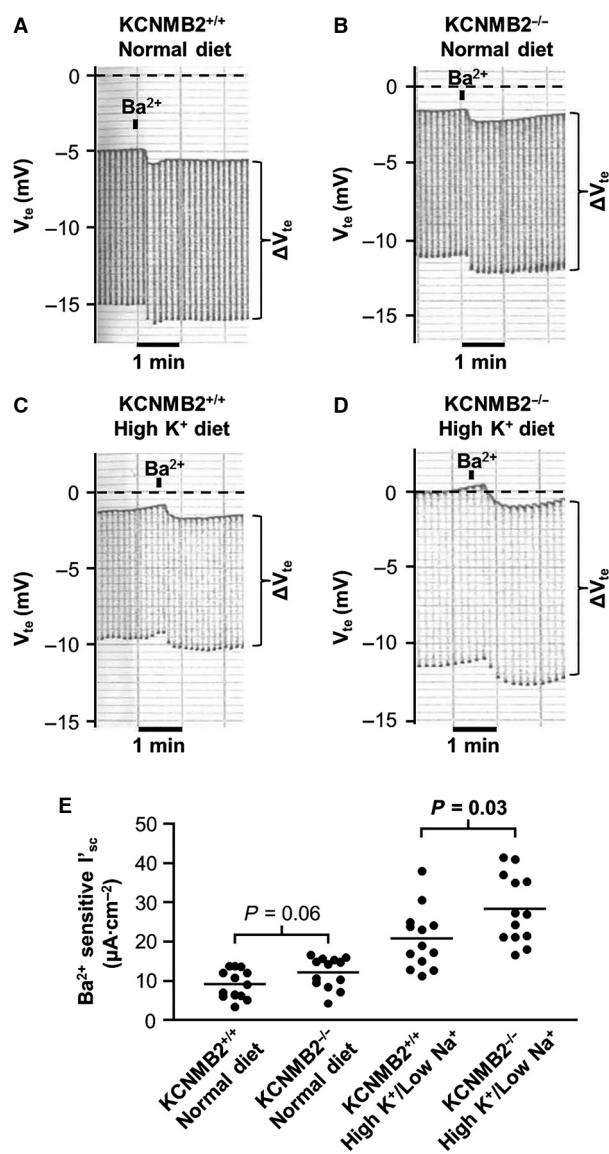 A
KCNMB2+/+
Normal diet
0
Ba2+
−5
−10
−15
Vte (mV)
ΔVte
1 min
B
KCNMB2−/−
Normal diet
0
Ba2+
−5
−10
−15
Vte (mV)
ΔVte
1 min
C
KCNMB2+/+
High K+ diet
Ba2+
0
−5
−10
−15
Vte (mV)
ΔVte
1 min
D
KCNMB2−/−
High K+ diet
Ba2+
0
−5
−10
−15
Vte (mV)
ΔVte
1 min
E
Ba2+ sensitive I'sc
(μA·cm−2)
50
40
30
20
10
0
P = 0.06
P = 0.03
KCNMB2+/+
Normal diet
KCNMB2−/−
Normal diet
KCNMB2+/+
High K+/Low Na+
KCNMB2−/−
High K+/Low Na+